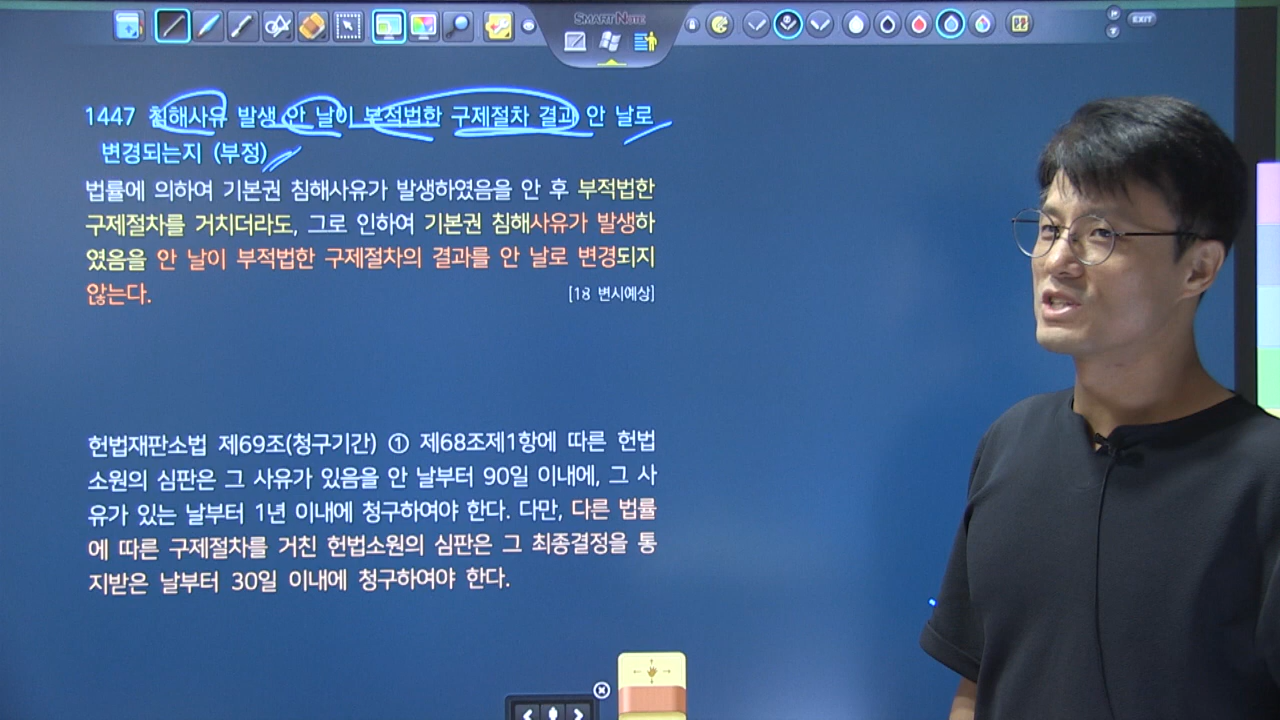 SMARTNOTE
EXIT
1447 침해사유 발생 안 날이 부적법한 구제절차 결과 안 날로
변경되는지 (부정)
법률에 의하여 기본권 침해사유가 발생하였음을 안 후 부적법한
구제절차를 거치더라도, 그로 인하여 기본권 침해사유가 발생하
였음을 안 날이 부적법한 구제절차의 결과를 안 날로 변경되지
않는다.
[18 변시예상]
헌법재판소법 제69조(청구기간) ① 제68조제1항에 따른 헌법
소원의 심판은 그 사유가 있음을 안 날부터 90일 이내에, 그 사
유가 있는 날부터 1년 이내에 청구하여야 한다. 다만, 다른 법률
에 따른 구제절차를 거친 헌법소원의 심판은 그 최종결정을 통
지받은 날부터 30일 이내에 청구하여야 한다.